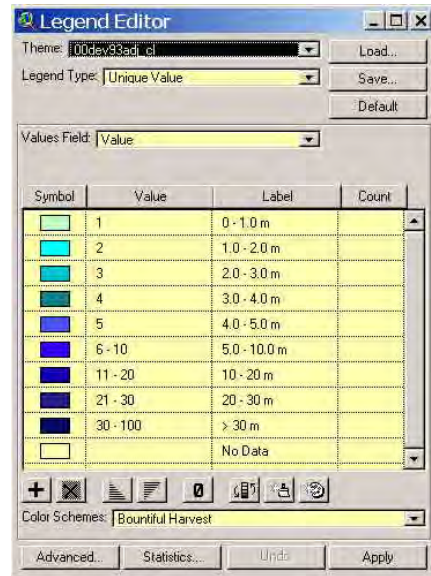 Legend Editor
Theme: 00dev93adj_cl
Load...
Legend Type: Unique Value
Save...
Default
Values Field: Value
Symbol Value Label Count
1 0 - 1.0 m
2 1.0 - 2.0 m
3 2.0 - 3.0 m
4 3.0 - 4.0 m
5 4.0 - 5.0 m
6 - 10 5.0 - 10.0 m
11 - 20 10 - 20 m
21 - 30 20 - 30 m
30 - 100 > 30 m
No Data
Color Schemes: Bountiful Harvest
Advanced... Statistics... Undo Apply